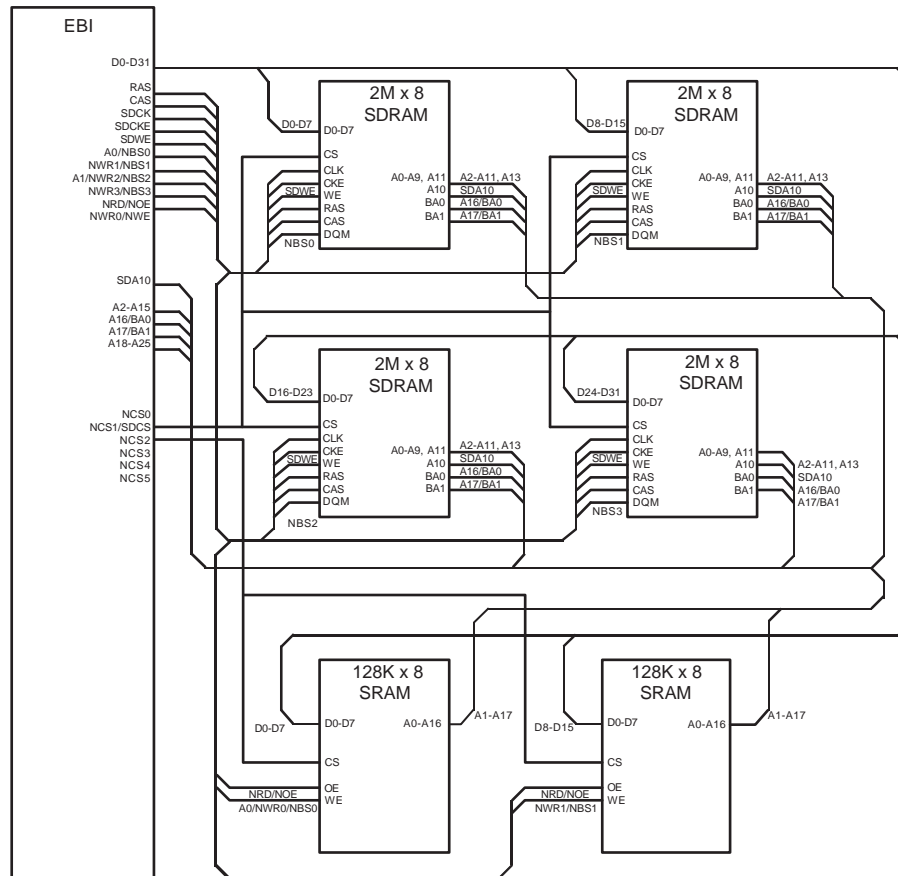 EBI
D0-D31
RAS
CAS
SDCK
SDCKE
SDWE
A0/NBS0
NWR1/NBS1
A1/NWR2/NBS2
NWR3/NBS3
NRD/NOE
NWR0/NWE
SDA10
A2-A15
A16/BA0
A17/BA1
A18-A25
NCS0
NCS1/SDCS
NCS2
NCS3
NCS4
NCS5
2M x 8
SDRAM
D0-D7
D0-D7
CS
CLK
CKE
SDWE
WE
RAS
CAS
DQM
NBS0
A0-A9, A11
A10
BA0
BA1
A2-A11, A13
SDA10
A16/BA0
A17/BA1
2M x 8
SDRAM
D8-D15
D0-D7
CS
CLK
CKE
SDWE
WE
RAS
CAS
DQM
NBS1
A0-A9, A11
A10
BA0
BA1
A2-A11, A13
SDA10
A16/BA0
A17/BA1
2M x 8
SDRAM
D16-D23
D0-D7
CS
CLK
CKE
SDWE
WE
RAS
CAS
DQM
NBS2
A0-A9, A11
A10
BA0
BA1
A2-A11, A13
SDA10
A16/BA0
A17/BA1
2M x 8
SDRAM
D24-D31
D0-D7
CS
CLK
CKE
SDWE
WE
RAS
CAS
DQM
NBS3
A0-A9, A11
A10
BA0
BA1
A2-A11, A13
SDA10
A16/BA0
A17/BA1
128K x 8
SRAM
D0-D7
D0-D7
A0-A16
A1-A17
CS
OE
NRD/NOE
WE
A0/NWR0/NBS0
128K x 8
SRAM
D8-D15
D0-D7
A0-A16
A1-A17
CS
OE
NRD/NOE
WE
NWR1/NBS1